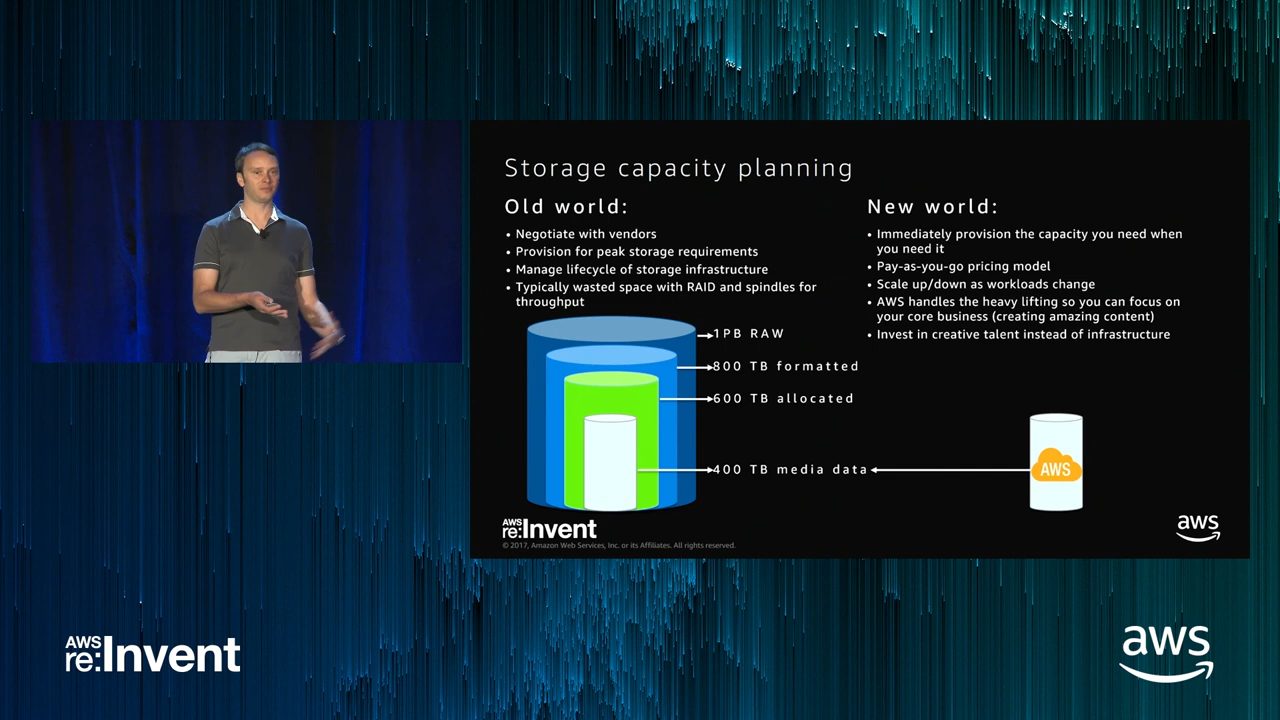 Storage capacity planning
Old world:
• Negotiate with vendors
• Provision for peak storage requirements
• Manage lifecycle of storage infrastructure
• Typically wasted space with RAID and spindles for
throughput
1PB RAW
800 TB formatted
600 TB allocated
400 TB media data
New world:
• Immediately provision the capacity you need when
you need it
• Pay-as-you-go pricing model
• Scale up/down as workloads change
• AWS handles the heavy lifting so you can focus on
your core business (creating amazing content)
• Invest in creative talent instead of infrastructure
AWS
AWS
re:Invent
© 2017, Amazon Web Services, Inc. or its Affiliates. All rights reserved.
aws
AWS
re:Invent
aws